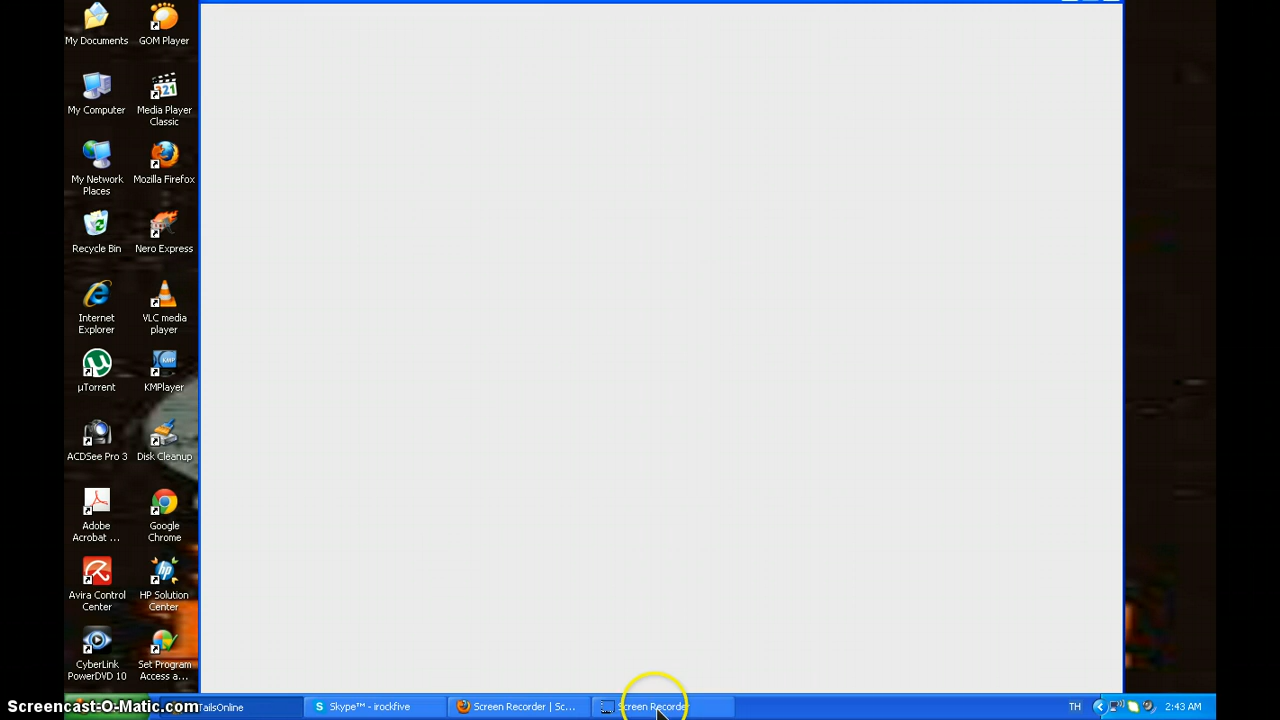 My Documents
GOM Player
My Computer
Media Player
Classic
My Network
Places
Mozilla Firefox
Recycle Bin
Nero Express
Internet
Explorer
VLC media
player
µTorrent
KMPlayer
ACDSee Pro 3
Disk Cleanup
Adobe
Acrobat ...
Google
Chrome
Avira Control
Center
HP Solution
Center
CyberLink
PowerDVD 10
Set Program
Access a...
Screencast-O-Matic.com
TailsOnline
Skype™ - irockfive
Screen Recorder | Sc...
Screen Recorder
TH
2:43 AM